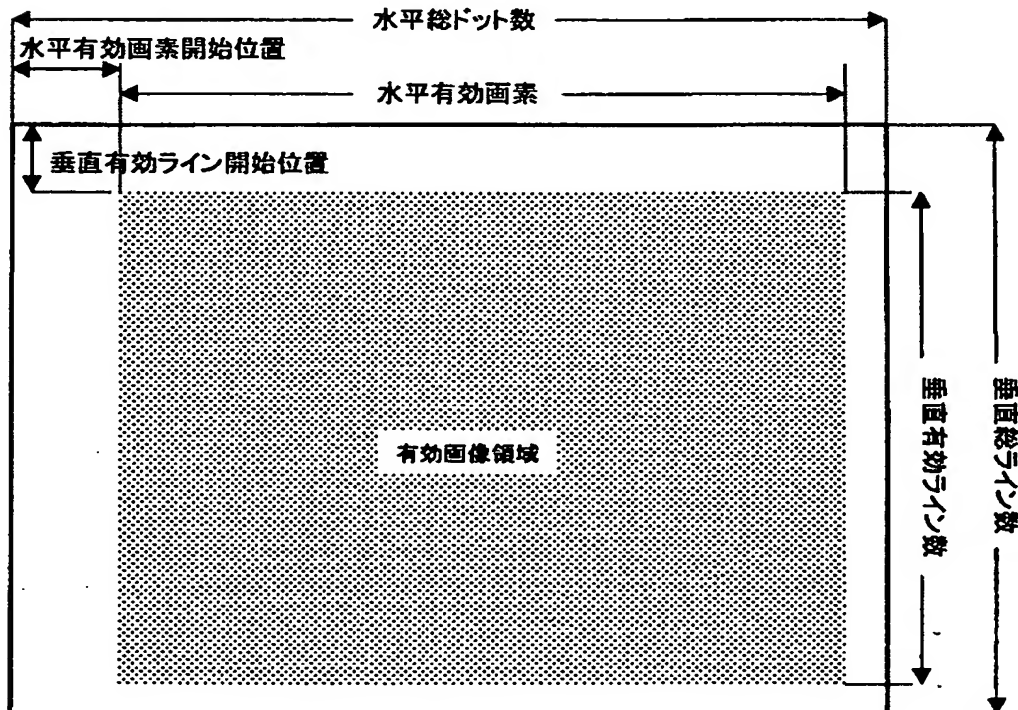 水平総ドット数
水平有効画素開始位置
水平有効画素
垂直有効ライン開始位置
有効画像領域
垂直有効ライン数
垂直総ライン数